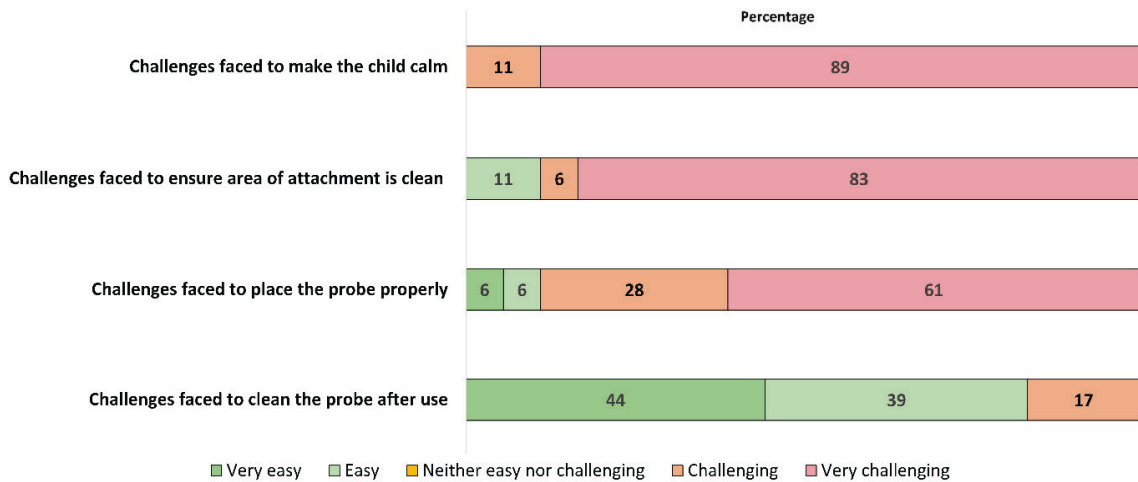 Percentage
Challenges faced to make the child calm
11 89
Challenges faced to ensure area of attachment is clean
11 6 83
Challenges faced to place the probe properly
6 6 28 61
Challenges faced to clean the probe after use
44 39 17
Very easy Easy Neither easy nor challenging Challenging Very challenging